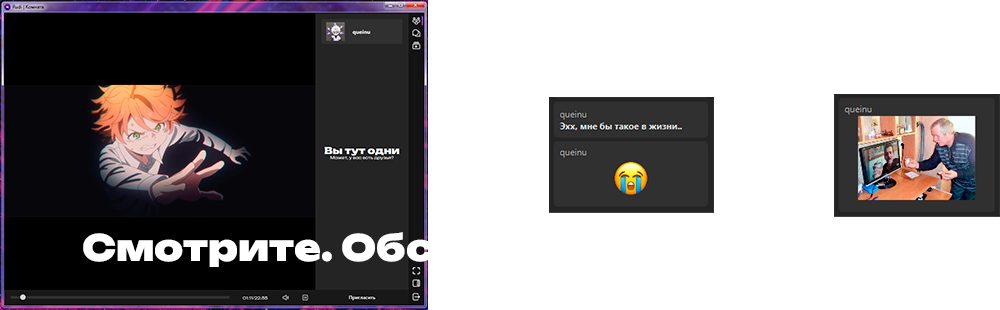 Rudi | Комната
queinu
Вы тут одни
Может, у вас есть друзья?
Смотрите. Обс
01:11/22:55
Пригласить
queinu
Эхх, мне бы такое в жизни..
queinu
queinu